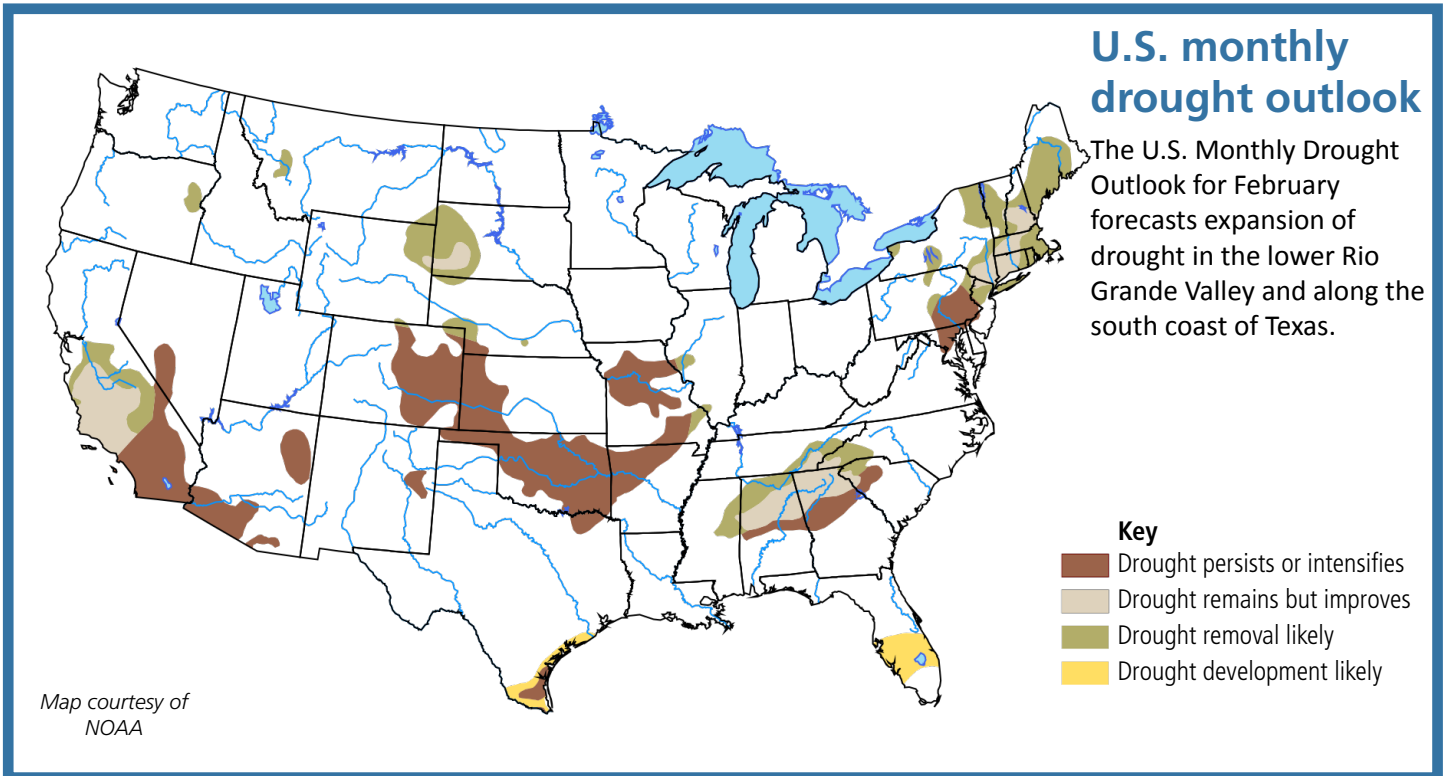 U.S. monthly
drought outlook
The U.S. Monthly Drought
Outlook for February
forecasts expansion of
drought in the lower Rio
Grande Valley and along the
south coast of Texas.
Key
Drought persists or intensifies
Drought remains but improves
Drought removal likely
Drought development likely
Map courtesy of
NOAA